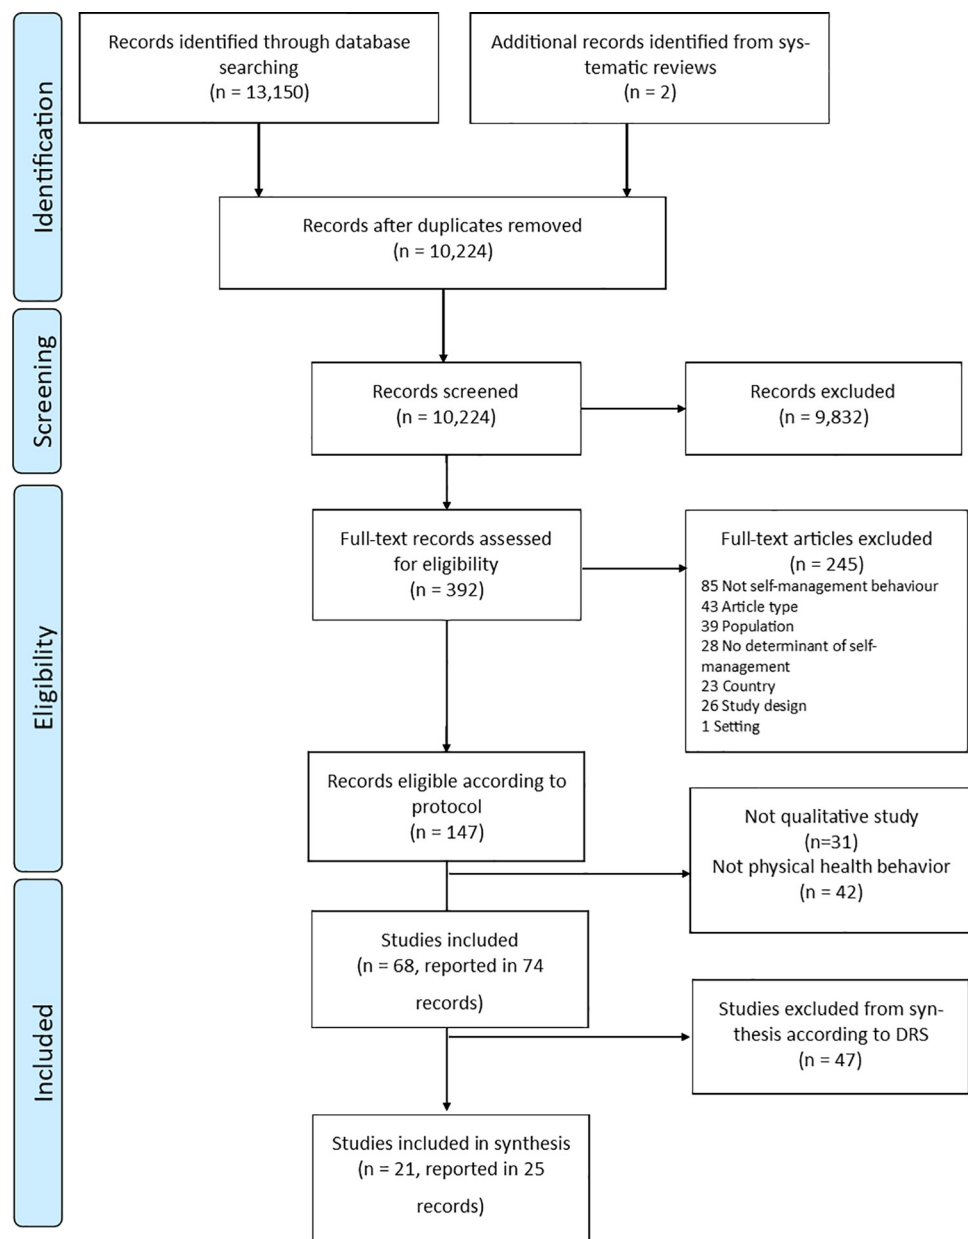 Identification
Records identified through database
searching
(n = 13,150)
Additional records identified from sys-
tematic reviews
(n = 2)
Records after duplicates removed
(n = 10,224)
Screening
Records screened
(n = 10,224)
Records excluded
(n = 9,832)
Eligibility
Full-text records assessed
for eligibility
(n = 392)
Full-text articles excluded
(n = 245)
85 Not self-management behaviour
43 Article type
39 Population
28 No determinant of self-
management
23 Country
26 Study design
1 Setting
Records eligible according to
protocol
(n = 147)
Not qualitative study
(n=31)
Not physical health behavior
(n = 42)
Included
Studies included
(n = 68, reported in 74
records)
Studies excluded from syn-
thesis according to DRS
(n = 47)
Studies included in synthesis
(n = 21, reported in 25
records)